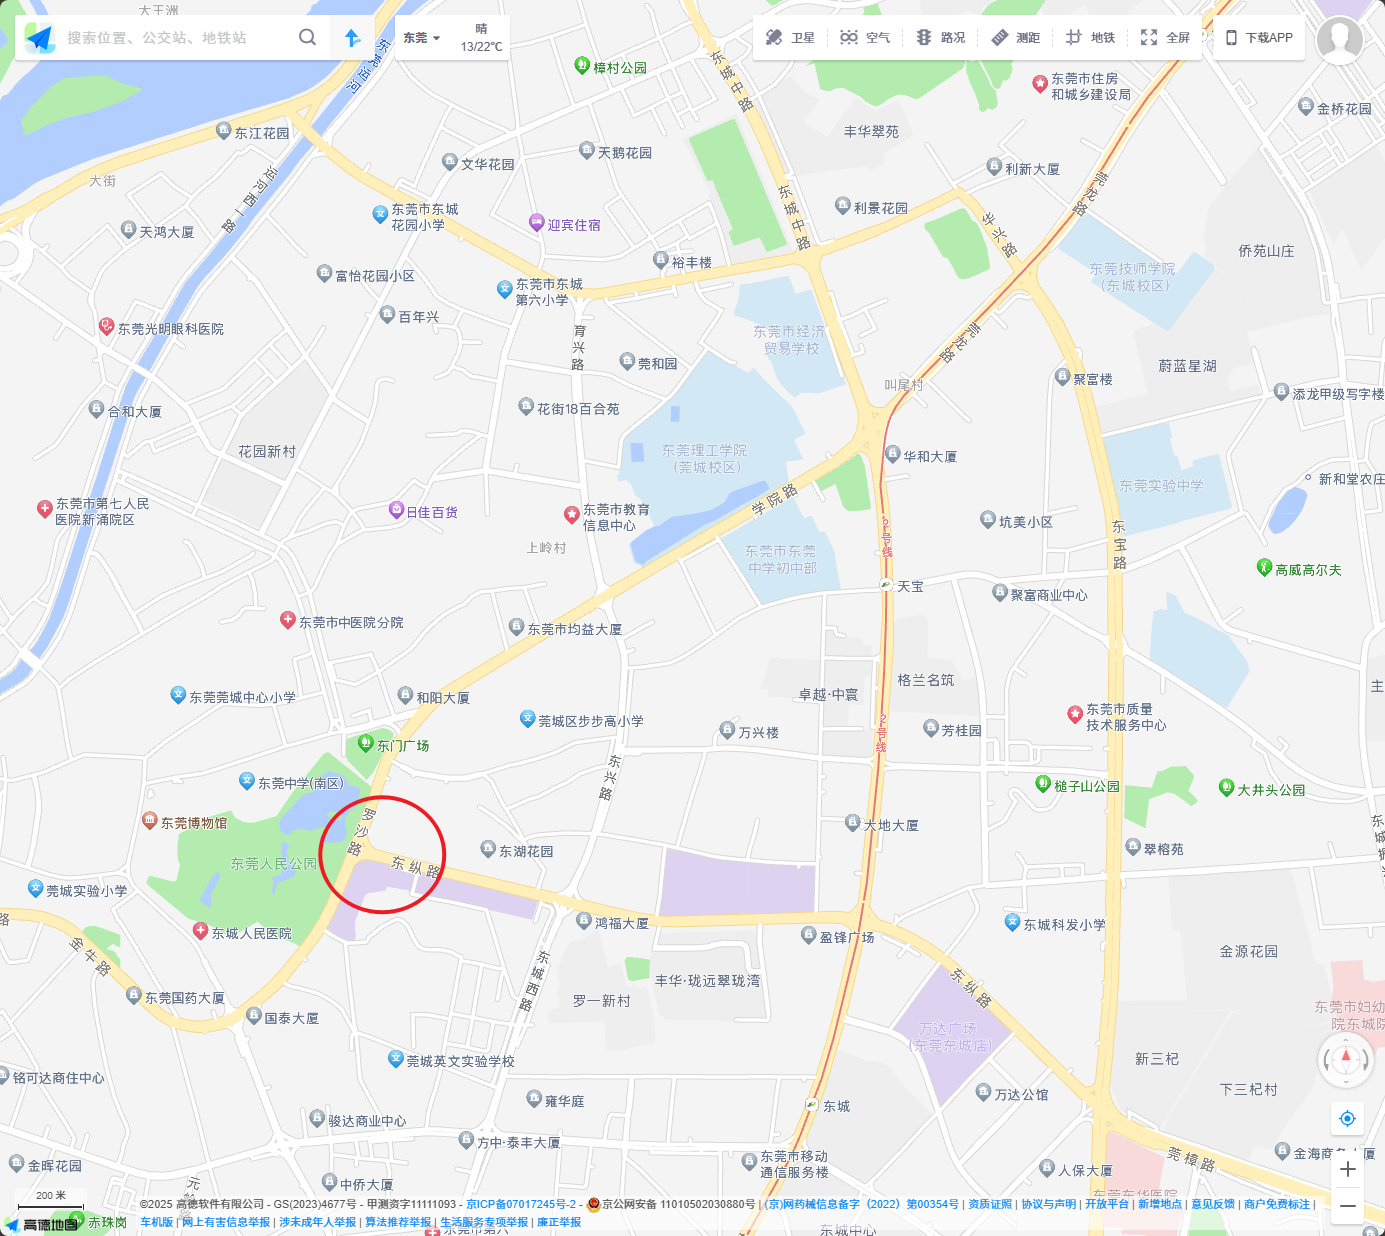 大王洲
搜索位置、公交站、地铁站
东莞
晴
13/22℃
卫星
空气
路况
测距
地铁
全屏
下载APP
东莞运河
樟村公园
东城中路
东莞市住房
和城乡建设局
金桥花园
东江花园
丰华翠苑
文华花园
天鹅花园
利新大厦
大街
运河西一路
东莞市东城
花园小学
迎宾住宿
东城中路
利景花园
莞龙路
华兴路
天鸿大厦
侨苑山庄
裕丰楼
富怡花园小区
东莞市东城
第六小学
东莞技师学院
(东城校区)
百年兴
东莞光明眼科医院
育兴路
东莞市经济
贸易学校
莞龙路
莞和园
蔚蓝星湖
聚富楼
叫尾村
添龙甲级写字楼
合和大厦
花街18百合苑
花园新村
东莞理工学院
(莞城校区)
华和大厦
新和堂农庄
东莞实验中学
东莞市第七人民
医院新涌院区
日佳百货
东莞市教育
信息中心
学院路
坑美小区
2号线
东宝路
上岭村
东莞市东莞
中学初中部
高威高尔夫
天宝
聚富商业中心
东莞市中医院分院
东莞市均益大厦
格兰名筑
主
东莞莞城中心小学
和阳大厦
卓越·中寰
莞城区步步高小学
东莞市质量
技术服务中心
万兴楼
2号线
芳桂园
东门广场
东兴路
东莞中学(南区)
槌子山公园
大井头公园
东莞博物馆
罗沙路
大地大厦
东莞人民公园
东纵路
东湖花园
翠榕苑
莞城实验小学
路
鸿福大厦
东城科发小学
东城人民医院
盈锋广场
金牛路
东城西路
金源花园
东纵路
丰华·珑远翠珑湾
东莞国药大厦
罗一新村
东莞市妇幼
院东城院
国泰大厦
万达广场
(东莞东城店)
莞城英文实验学校
新三杞
铭可达商住中心
下三杞村
雍华庭
万达公馆
东城
骏达商业中心
方中·泰丰大厦
莞樟路
金海商务大厦
金晖花园
东莞市移动
通信服务楼
人保大厦
中侨大厦
元
东莞东华医院
200 米
©2025 高德软件有限公司 - GS(2023)4677号 - 甲测资字11111093 - 京ICP备07017245号-2 - 京公网安备 11010502030880号 | (京)网药械信息备字（2022）第00354号 | 资质证照 | 协议与声明 | 开放平台 | 新增地点 | 意见反馈 | 商户免费标注 |
高德地图
赤珠岗
车机版 | 网上有害信息举报 | 涉未成年人举报 | 算法推荐举报 | 生活服务专项举报 | 廉正举报
东莞市第六
东城中心